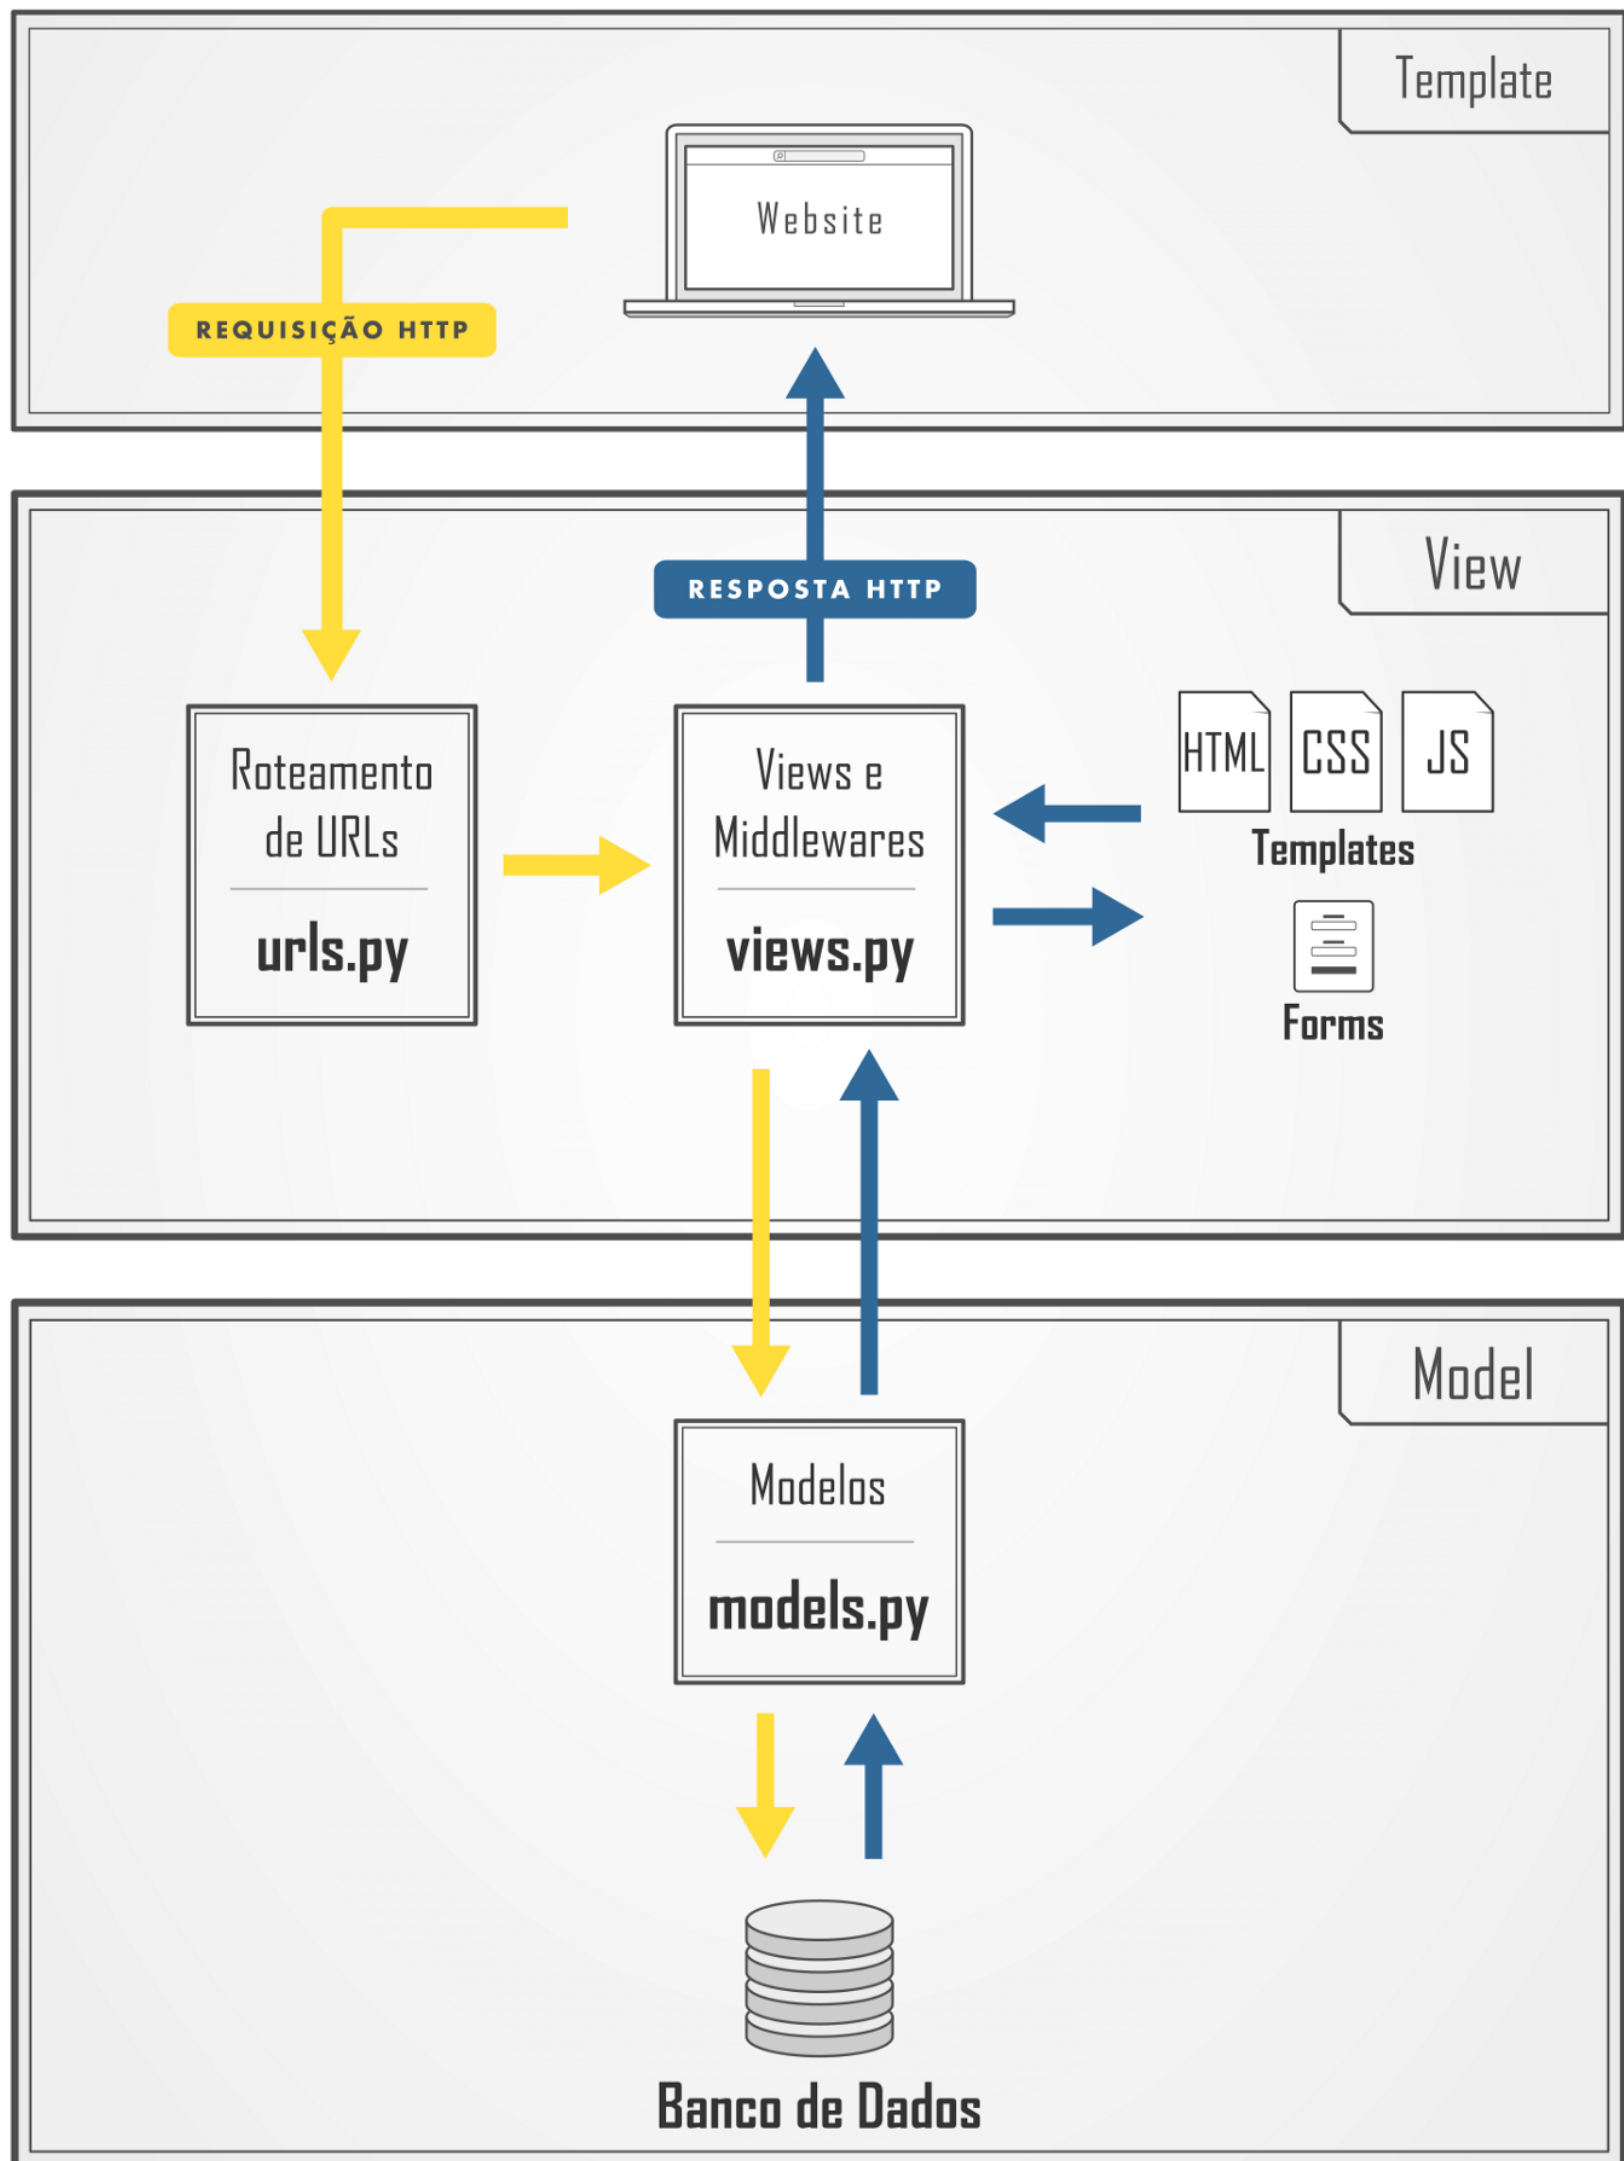 Template
Website
REQUISIÇÃO HTTP
View
RESPOSTA HTTP
Roteamento
de URLs
urls.py
Views e
Middlewares
views.py
HTML
CSS
JS
Templates
Forms
Model
Modelos
models.py
Banco de Dados